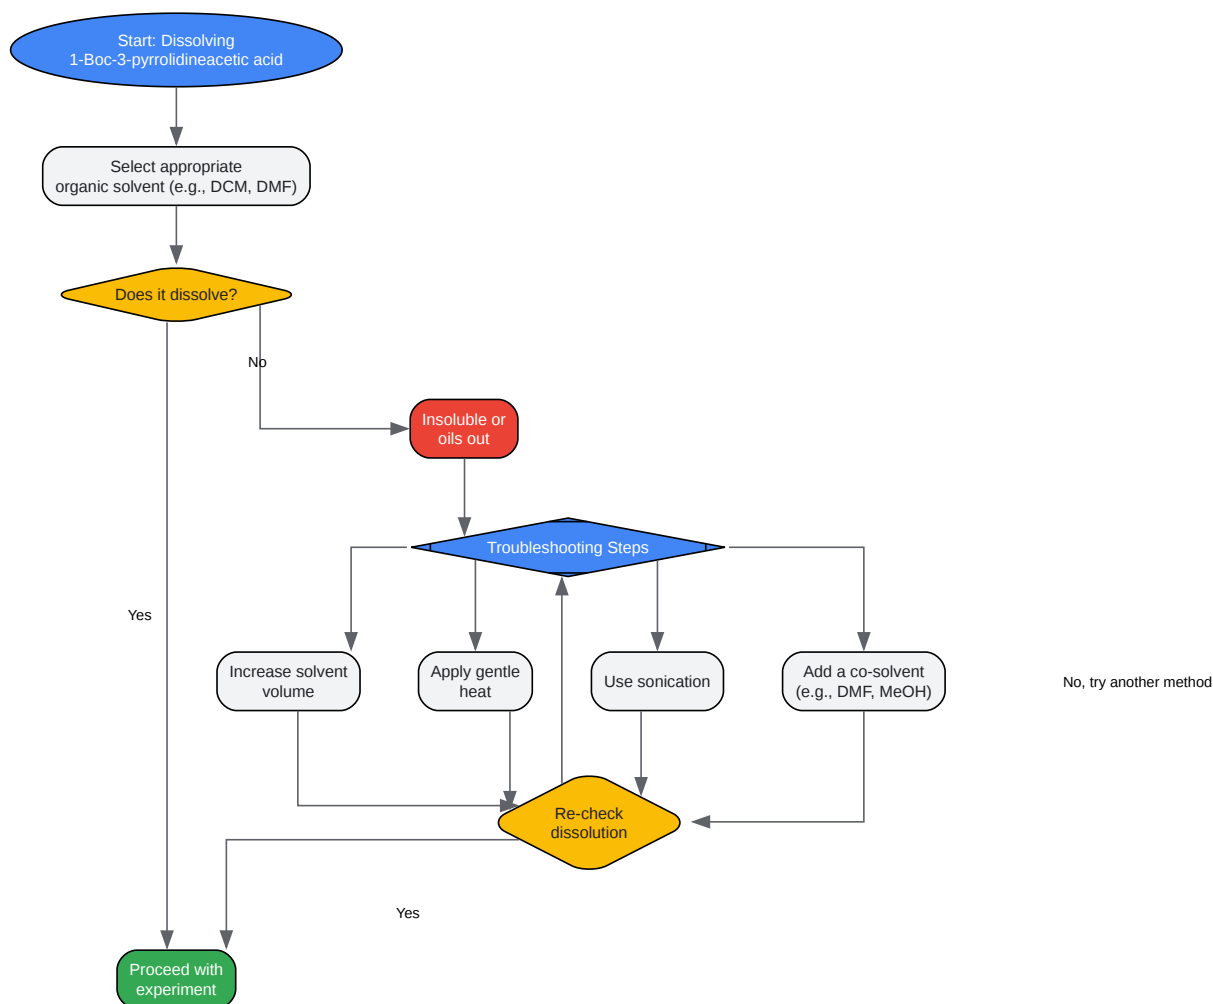 Start: Dissolving
1-Boc-3-pyrrolidineacetic acid
Select appropriate
organic solvent (e.g., DCM, DMF)
Does it dissolve?
No
Insoluble or
oils out
Troubleshooting Steps
Yes
Increase solvent
volume
Apply gentle
heat
Use sonication
Add a co-solvent
(e.g., DMF, MeOH)
No, try another method
Re-check
dissolution
Yes
Proceed with
experiment